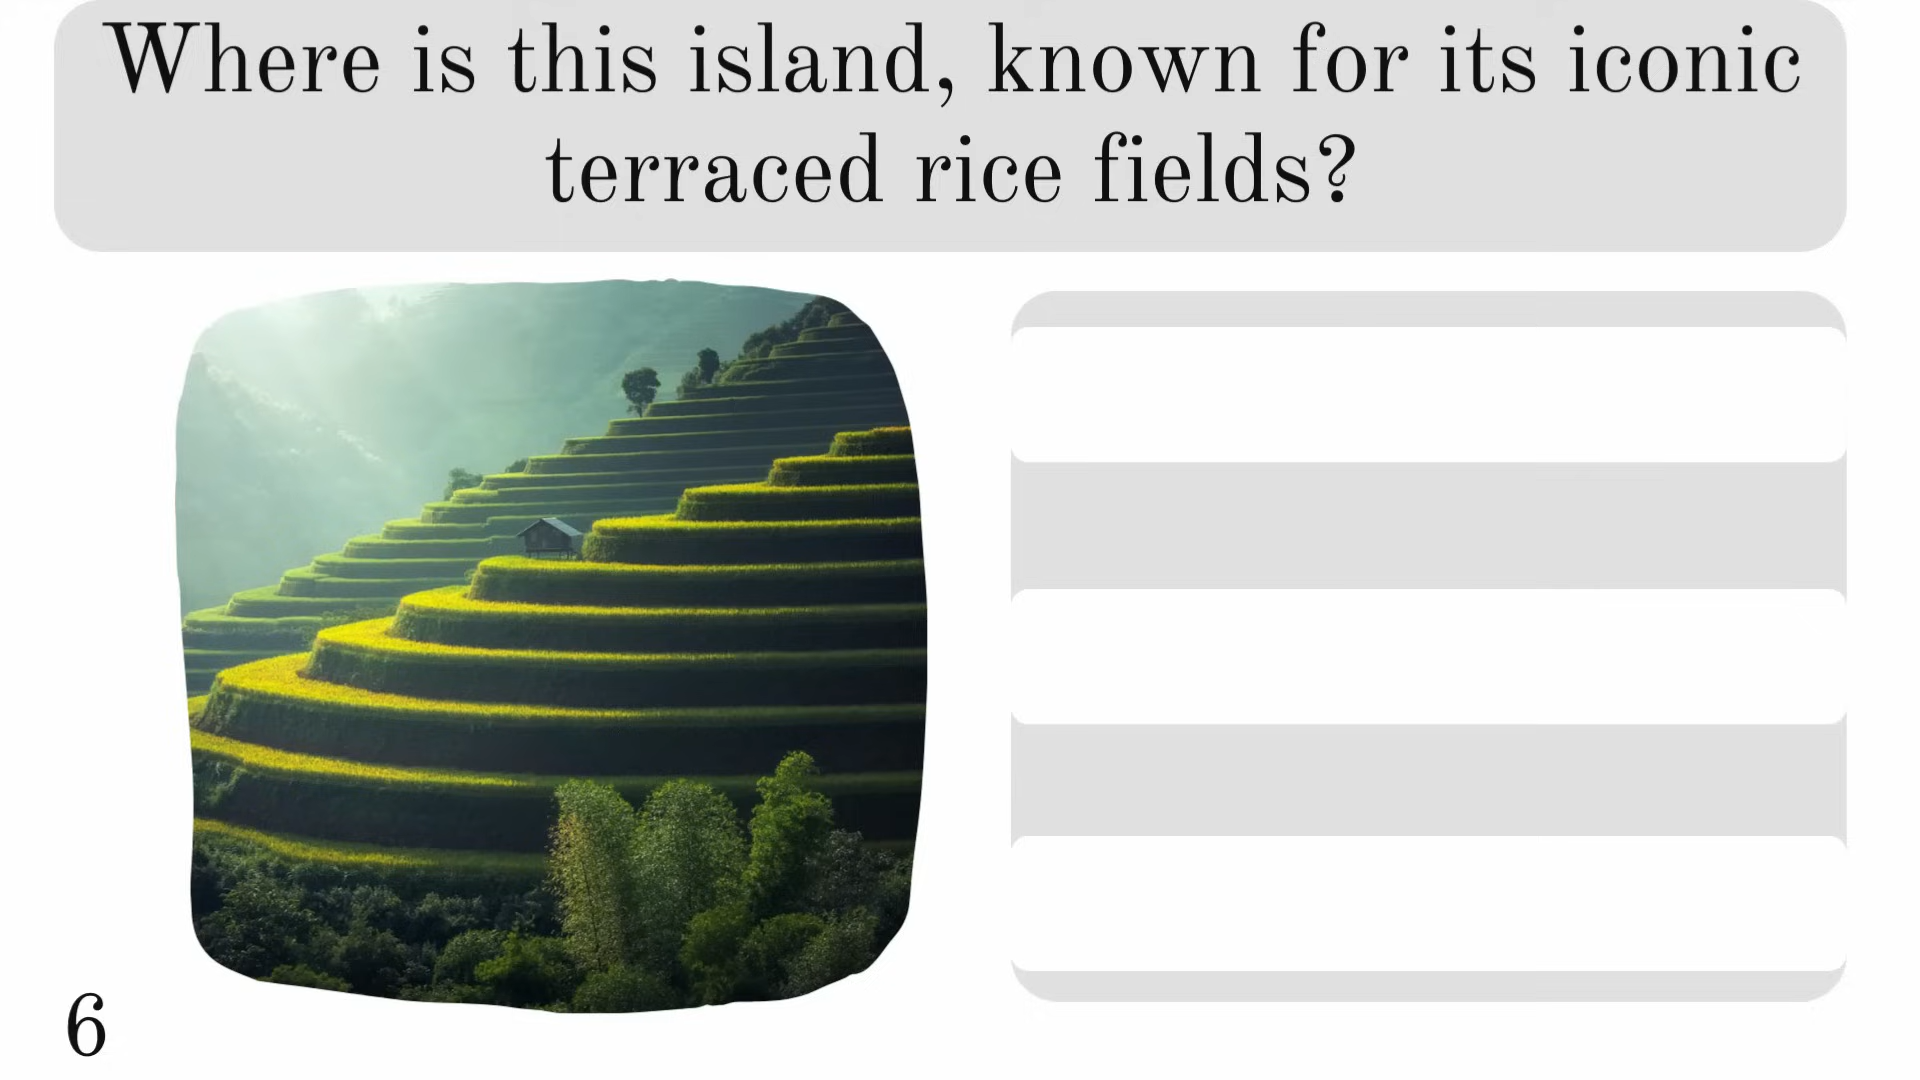 Where is this island, known for its iconic
terraced rice fields?
6